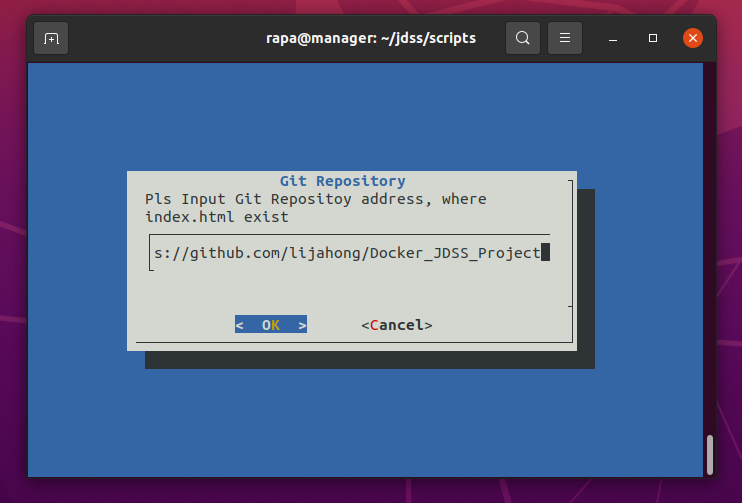 rapa@manager: ~/jdss/scripts
Git Repository
Pls Input Git Repositoy address, where
index.html exist
s://github.com/lijahong/Docker_JDSS_Project
<  OK  > <Cancel>